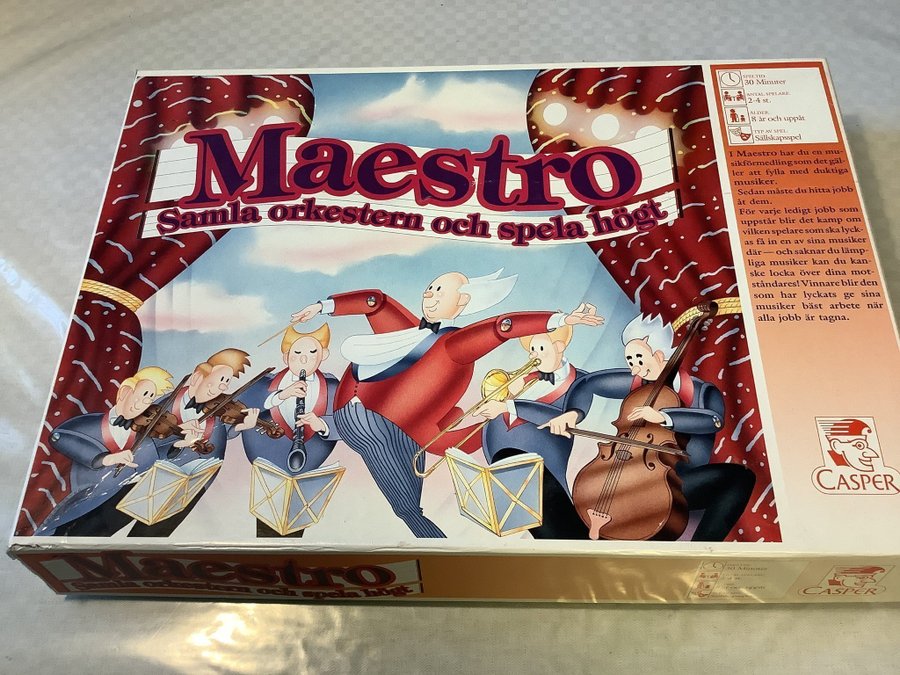 Maestro
Samla orkestern och spela högt
SPELTID
30 Minuter
ANTAL SPELARE
2-4 st.
ÅLDER
8 år och uppåt
TYP AV SPEL
Sällskapsspel
I Maestro har du en mu-
sikförmedling som det gäl-
ler att fylla med duktiga
musiker.
Sedan måste du hitta jobb
åt dem.
För varje ledigt jobb som
uppstår blir det kamp om
vilken spelare som ska lyck-
as få in en av sina musiker
där — och saknar du lämp-
liga musiker kan du kan-
ske locka över dina mot-
ståndares! Vinnare blir den
som har lyckats ge sina
musiker bäst arbete när
alla jobb är tagna.
CASPER
Maestro
Samla orkestern och spela högt
30 Minuter
CASPER